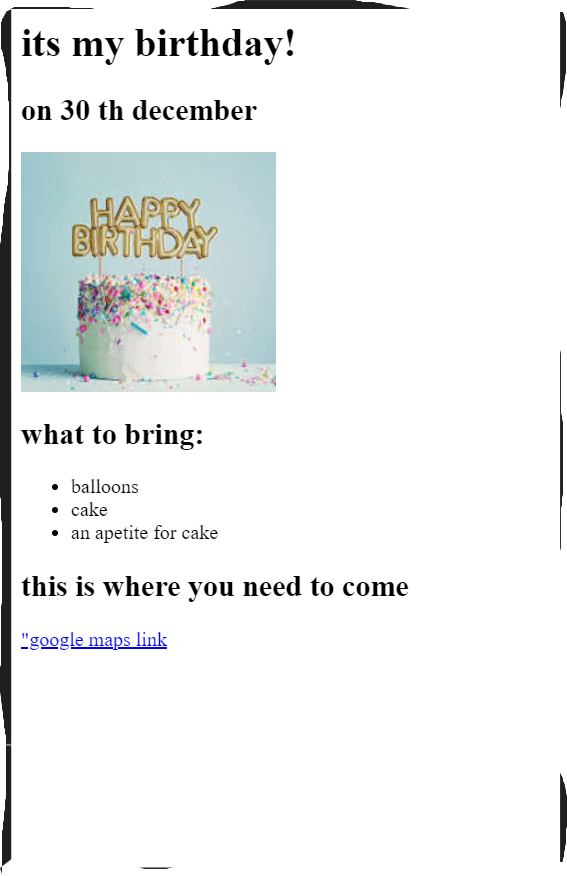 its my birthday!
on 30 th december
HAPPY
BIRTHDAY
what to bring:
balloons
cake
an apetite for cake
this is where you need to come
"google maps link